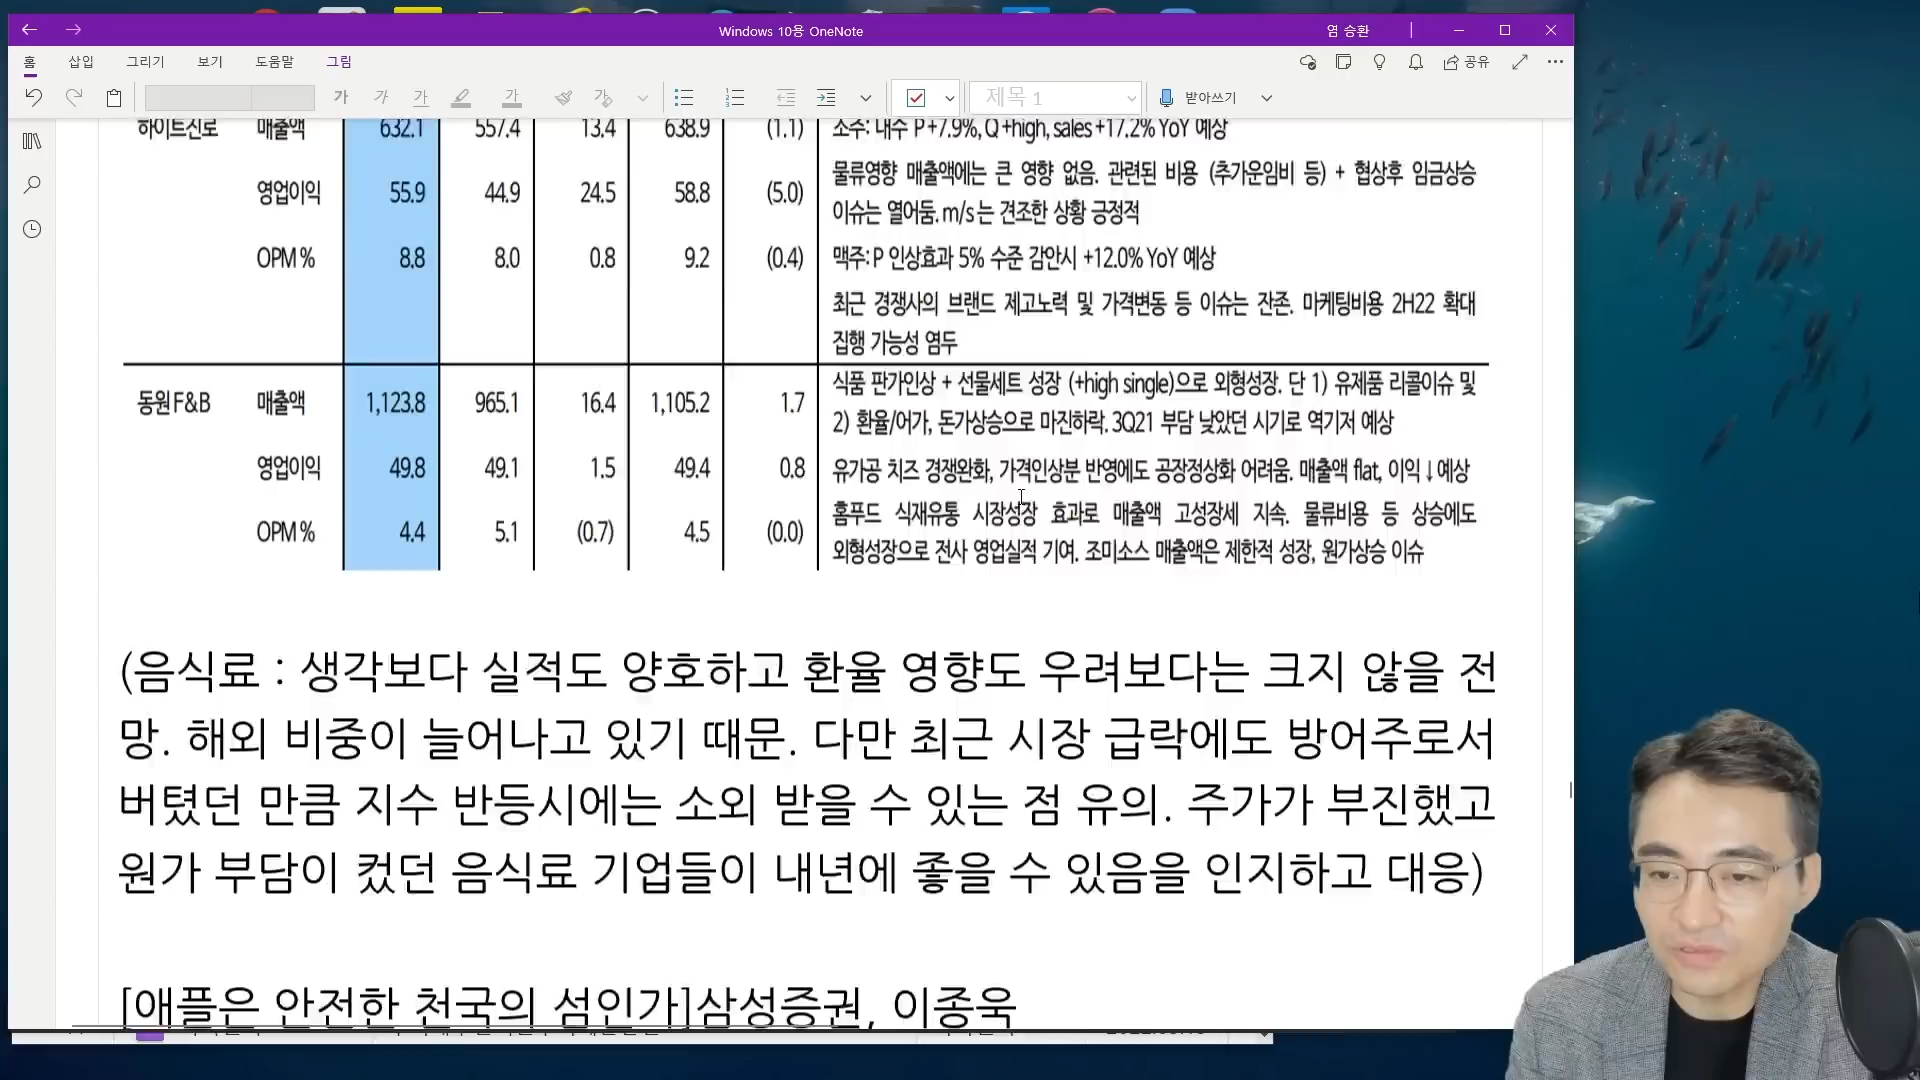 Windows 10용 OneNote
염 승환
홈 삽입 그리기 보기 도움말 그림
공유
가 가 가 가 가
제목 1
받아쓰기
하이트진로 매출액 632.1 557.4 13.4 638.9 (1.1) 소주: 내수 P +7.9%, Q +high, sales +17.2% YoY 예상
물류영향 매출액에는 큰 영향 없음. 관련된 비용 (추가운임비 등) + 협상후 임금상승
영업이익 55.9 44.9 24.5 58.8 (5.0)
이슈는 열어둠. m/s는 견조한 상황 긍정적
OPM % 8.8 8.0 0.8 9.2 (0.4) 맥주: P 인상효과 5% 수준 감안시 +12.0% YoY 예상
최근 경쟁사의 브랜드 제고노력 및 가격변동 등 이슈는 잔존. 마케팅비용 2H22 확대
집행 가능성 염두
식품 판가인상 + 선물세트 성장 (+high single)으로 외형성장. 단 1) 유제품 리콜이슈 및
동원F&B 매출액 1,123.8 965.1 16.4 1,105.2 1.7
2) 환율/어가, 돈가상승으로 마진하락. 3Q21 부담 낮았던 시기로 역기저 예상
영업이익 49.8 49.1 1.5 49.4 0.8 유가공 치즈 경쟁완화, 가격인상분 반영에도 공장정상화 어려움. 매출액 flat, 이익↓예상
홈푸드 식재유통 시장성장 효과로 매출액 고성장세 지속. 물류비용 등 상승에도
OPM % 4.4 5.1 (0.7) 4.5 (0.0)
외형성장으로 전사 영업실적 기여. 조미소스 매출액은 제한적 성장, 원가상승 이슈
(음식료 : 생각보다 실적도 양호하고 환율 영향도 우려보다는 크지 않을 전
망. 해외 비중이 늘어나고 있기 때문. 다만 최근 시장 급락에도 방어주로서
버텼던 만큼 지수 반등시에는 소외 받을 수 있는 점 유의. 주가가 부진했고
원가 부담이 컸던 음식료 기업들이 내년에 좋을 수 있음을 인지하고 대응)
[애플은 안전한 천국의 섬인가]삼성증권, 이종욱